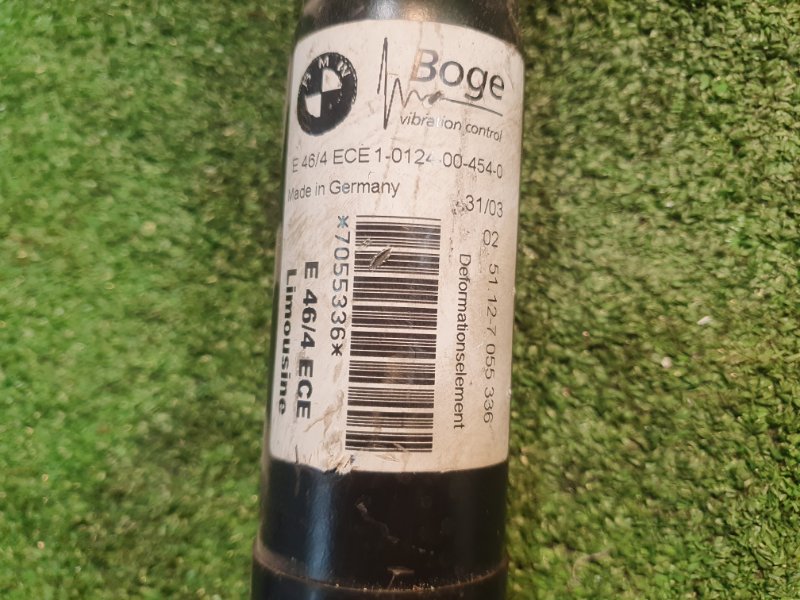 BMW
Boge
vibration control
E 46/4 ECE 1-0124-00-454-0
Made in Germany
31/03
02
51 12-7 055 336
Deformationselement
*7055336*
E 46/4 ECE
Limousine